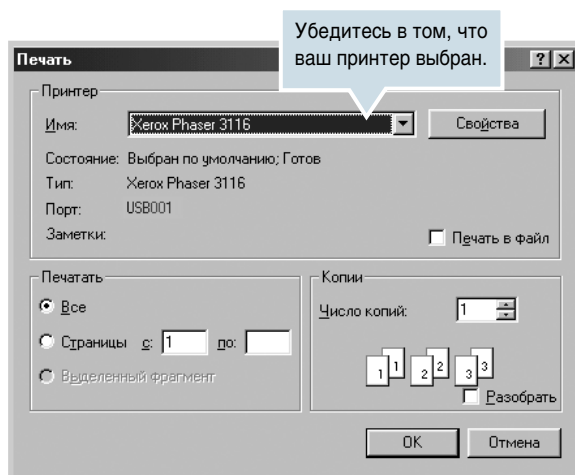 Убедитесь в том, что
ваш принтер выбран.
Печать
Принтер
Имя: Xerox Phaser 3116 Свойства
Состояние: Выбран по умолчанию; Готов
Тип: Xerox Phaser 3116
Порт: USB001
Заметки: Печать в файл
Печатать
Все
Страницы с: 1 по:
Выделенный фрагмент
Копии
Число копий: 1
1 1 2 2 3 3
Разобрать
OK Отмена